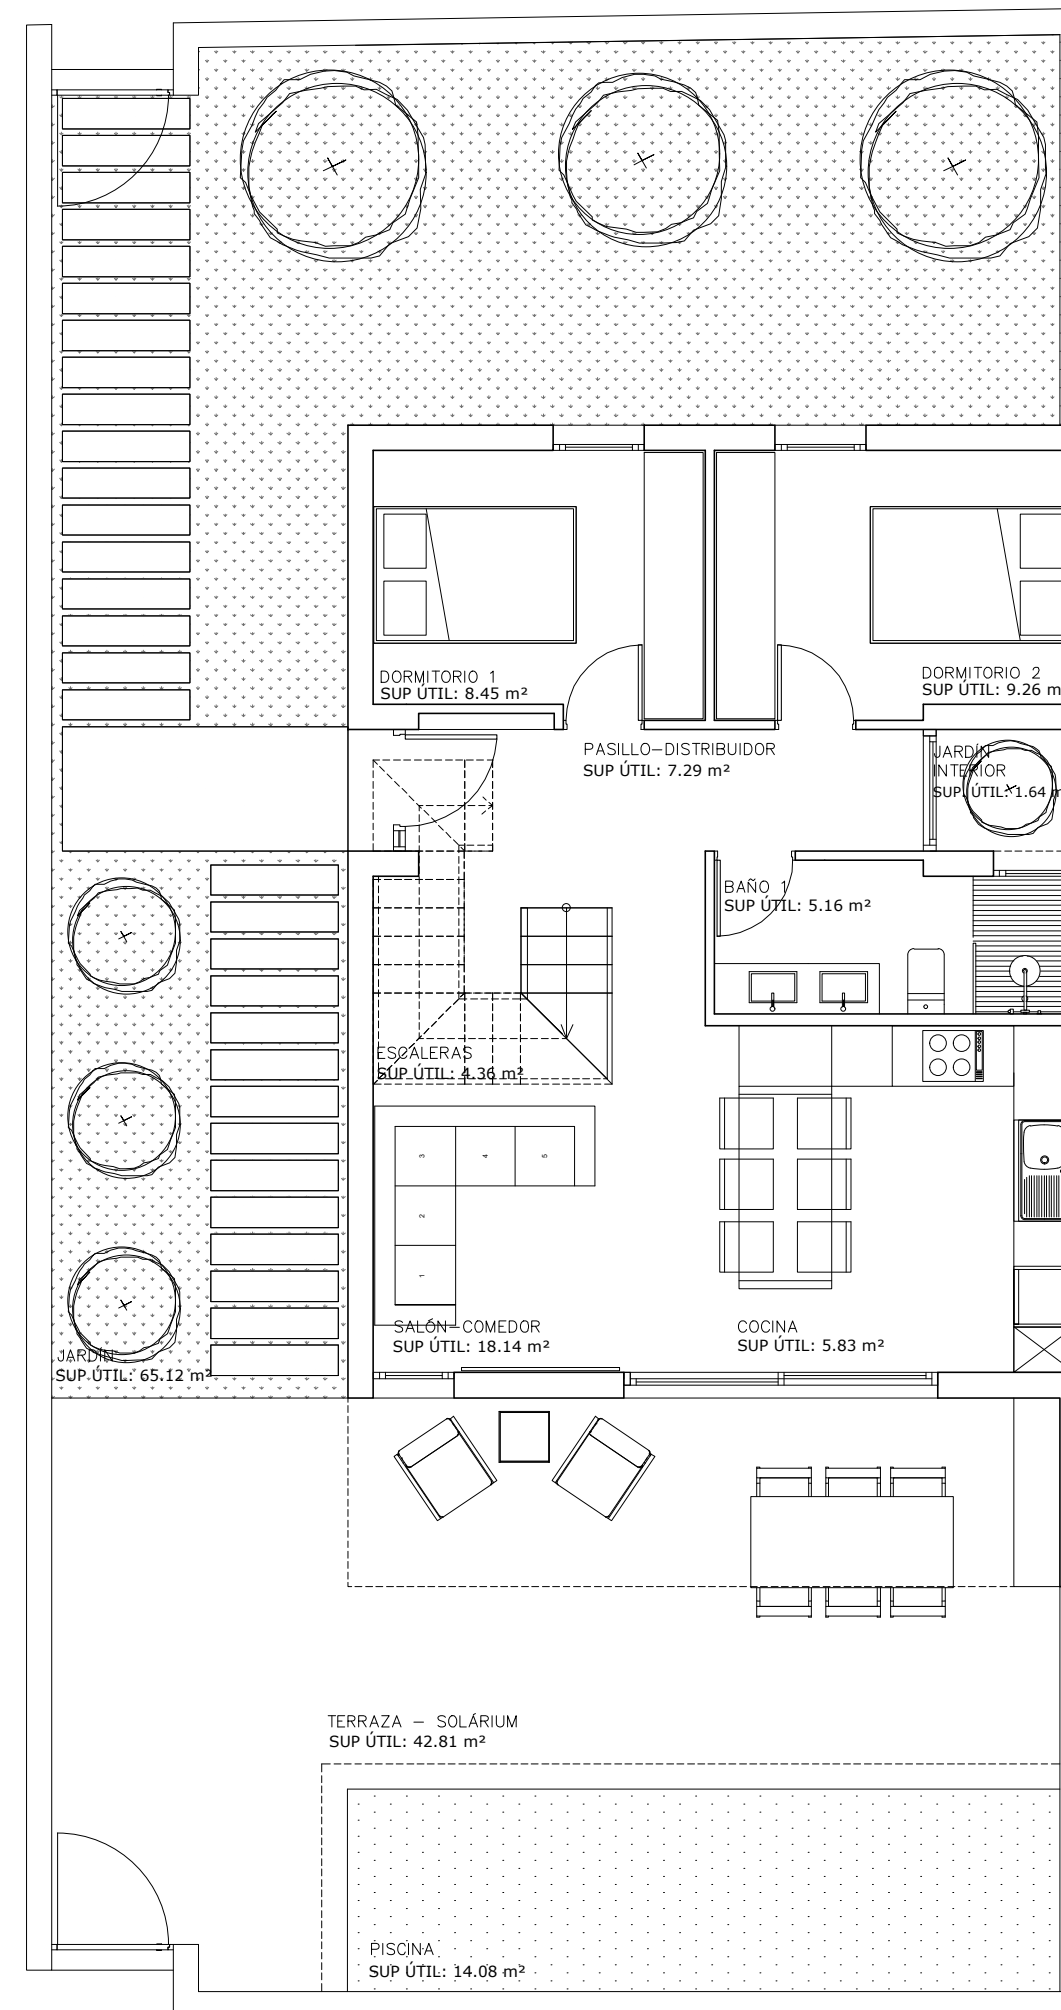 DORMITORIO 1
SUP ÚTIL: 8.45 m²
DORMITORIO 2
SUP ÚTIL: 9.26 m
PASILLO-DISTRIBUIDOR
SUP ÚTIL: 7.29 m²
JARDÍN
INTERIOR
SUP. ÚTIL: 1.64 m
BAÑO 1
SUP ÚTIL: 5.16 m²
ESCALERAS
SUP ÚTIL: 4.36 m²
3
4
5
2
1
SALÓN-COMEDOR
SUP ÚTIL: 18.14 m²
COCINA
SUP ÚTIL: 5.83 m²
JARDÍN
SUP ÚTIL: 65.12 m²
TERRAZA - SOLÁRIUM
SUP ÚTIL: 42.81 m²
PISCINA
SUP ÚTIL: 14.08 m²